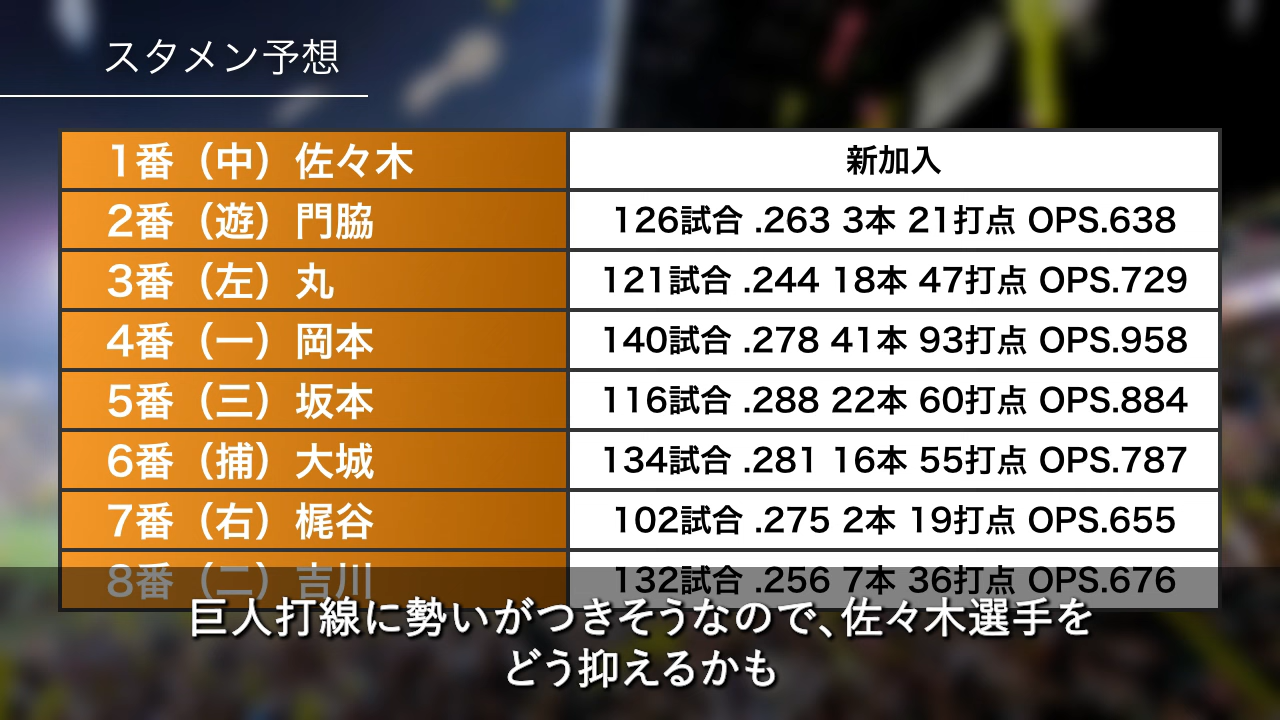 スタメン予想
1番（中）佐々木 新加入
2番（遊）門脇 126試合 .263 3本 21打点 OPS.638
3番（左）丸 121試合 .244 18本 47打点 OPS.729
4番（一）岡本 140試合 .278 41本 93打点 OPS.958
5番（三）坂本 116試合 .288 22本 60打点 OPS.884
6番（捕）大城 134試合 .281 16本 55打点 OPS.787
7番（右）梶谷 102試合 .275 2本 19打点 OPS.655
8番（二）吉川 132試合 .256 7本 36打点 OPS.676
巨人打線に勢いがつきそうなので、佐々木選手を
どう抑えるかも